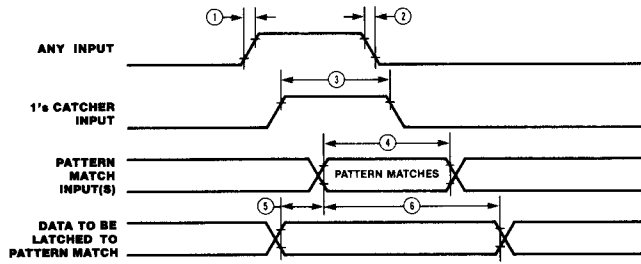 1
2
ANY INPUT
3
1's CATCHER
INPUT
4
PATTERN
MATCH
INPUT(S)
PATTERN MATCHES
5
6
DATA TO BE
LATCHED TO
PATTERN MATCH